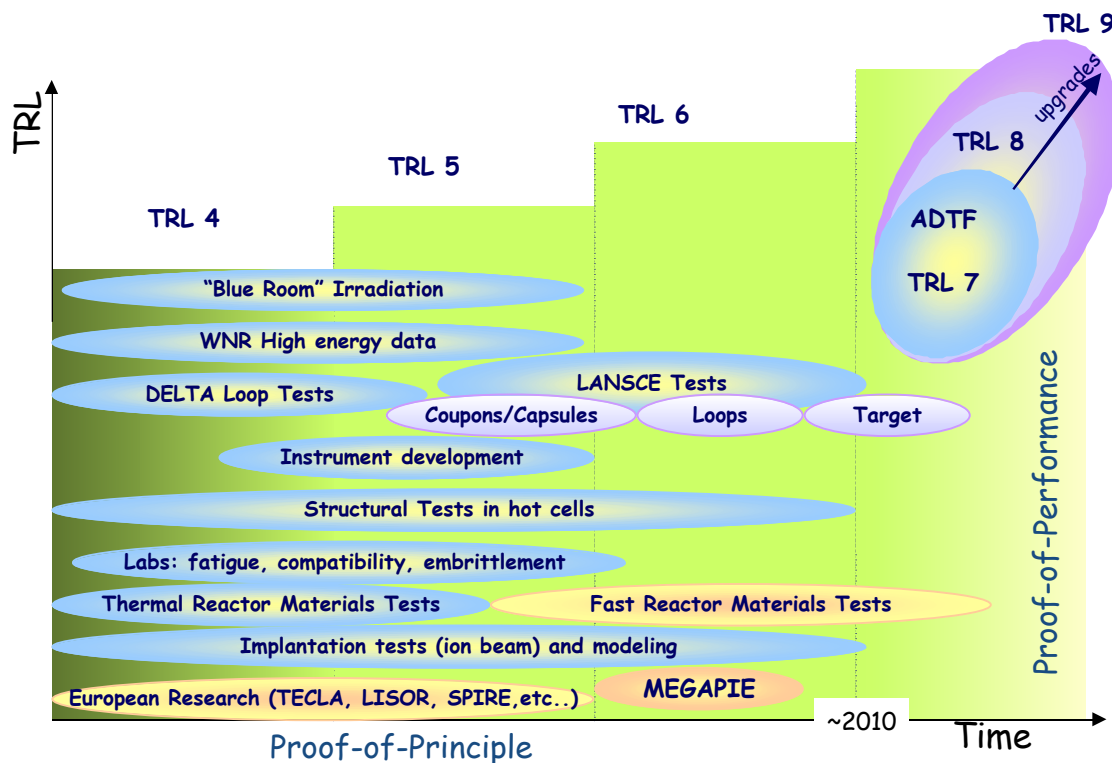 TRL 9
TRL
upgrades
TRL 6
TRL 8
TRL 5
TRL 4
ADTF
TRL 7
“Blue Room” Irradiation
WNR High energy data
LANSCE Tests
DELTA Loop Tests
Coupons/Capsules
Loops
Target
Instrument development
Structural Tests in hot cells
Labs: fatigue, compatibility, embrittlement
Thermal Reactor Materials Tests
Fast Reactor Materials Tests
Implantation tests (ion beam) and modeling
European Research (TECLA, LISOR, SPIRE,etc..)
MEGAPIE
Proof-of-Performance
~2010
Time
Proof-of-Principle